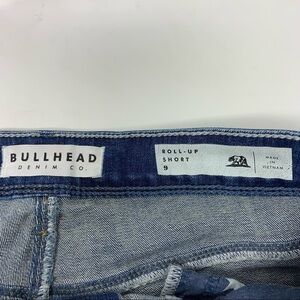 BULLHEAD
DENIM CO.
ROLL-UP
SHORT
9
MADE
IN
VIETNAM